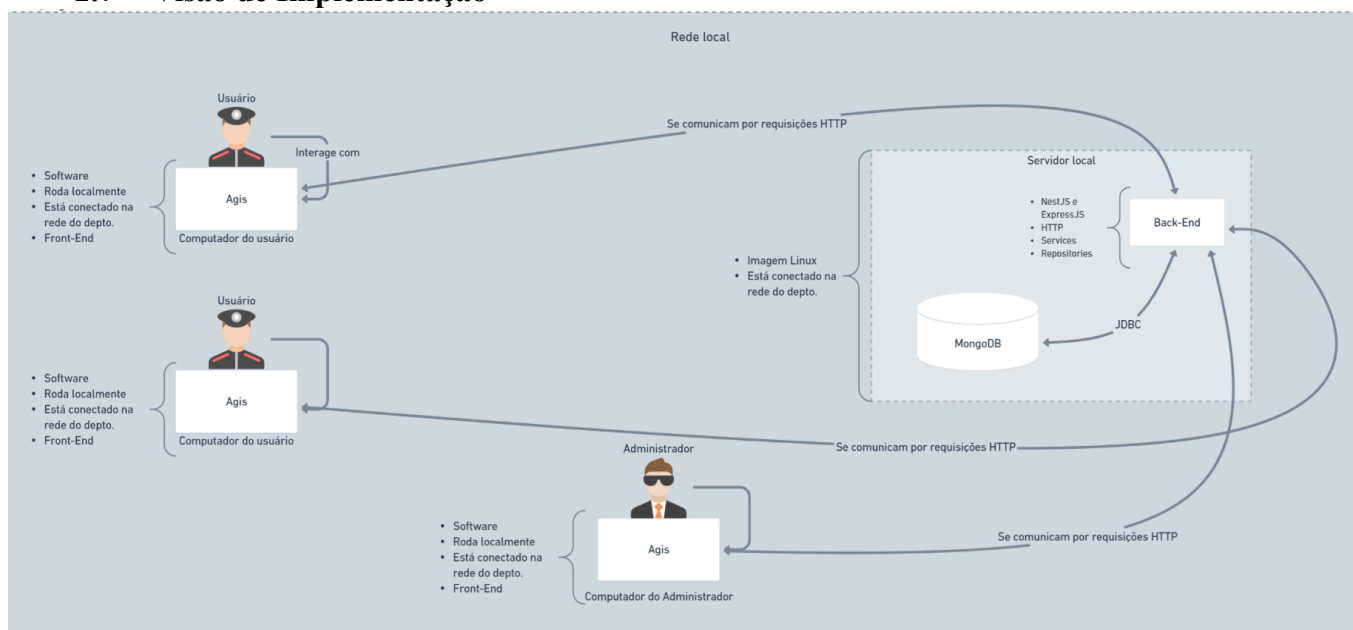 Visão de Implementação
Rede local
Usuário
Interage com
• Software
• Roda localmente
• Está conectado na
rede do depto.
• Front-End
Agis
Computador do usuário
Se comunicam por requisições HTTP
Servidor local
• NestJS e
ExpressJS
• HTTP
• Services
• Repositories
Back-End
• Imagem Linux
• Está conectado na
rede do depto.
JDBC
MongoDB
Usuário
• Software
• Roda localmente
• Está conectado na
rede do depto.
• Front-End
Agis
Computador do usuário
Se comunicam por requisições HTTP
Administrador
• Software
• Roda localmente
• Está conectado na
rede do depto.
• Front-End
Agis
Computador do Administrador
Se comunicam por requisições HTTP